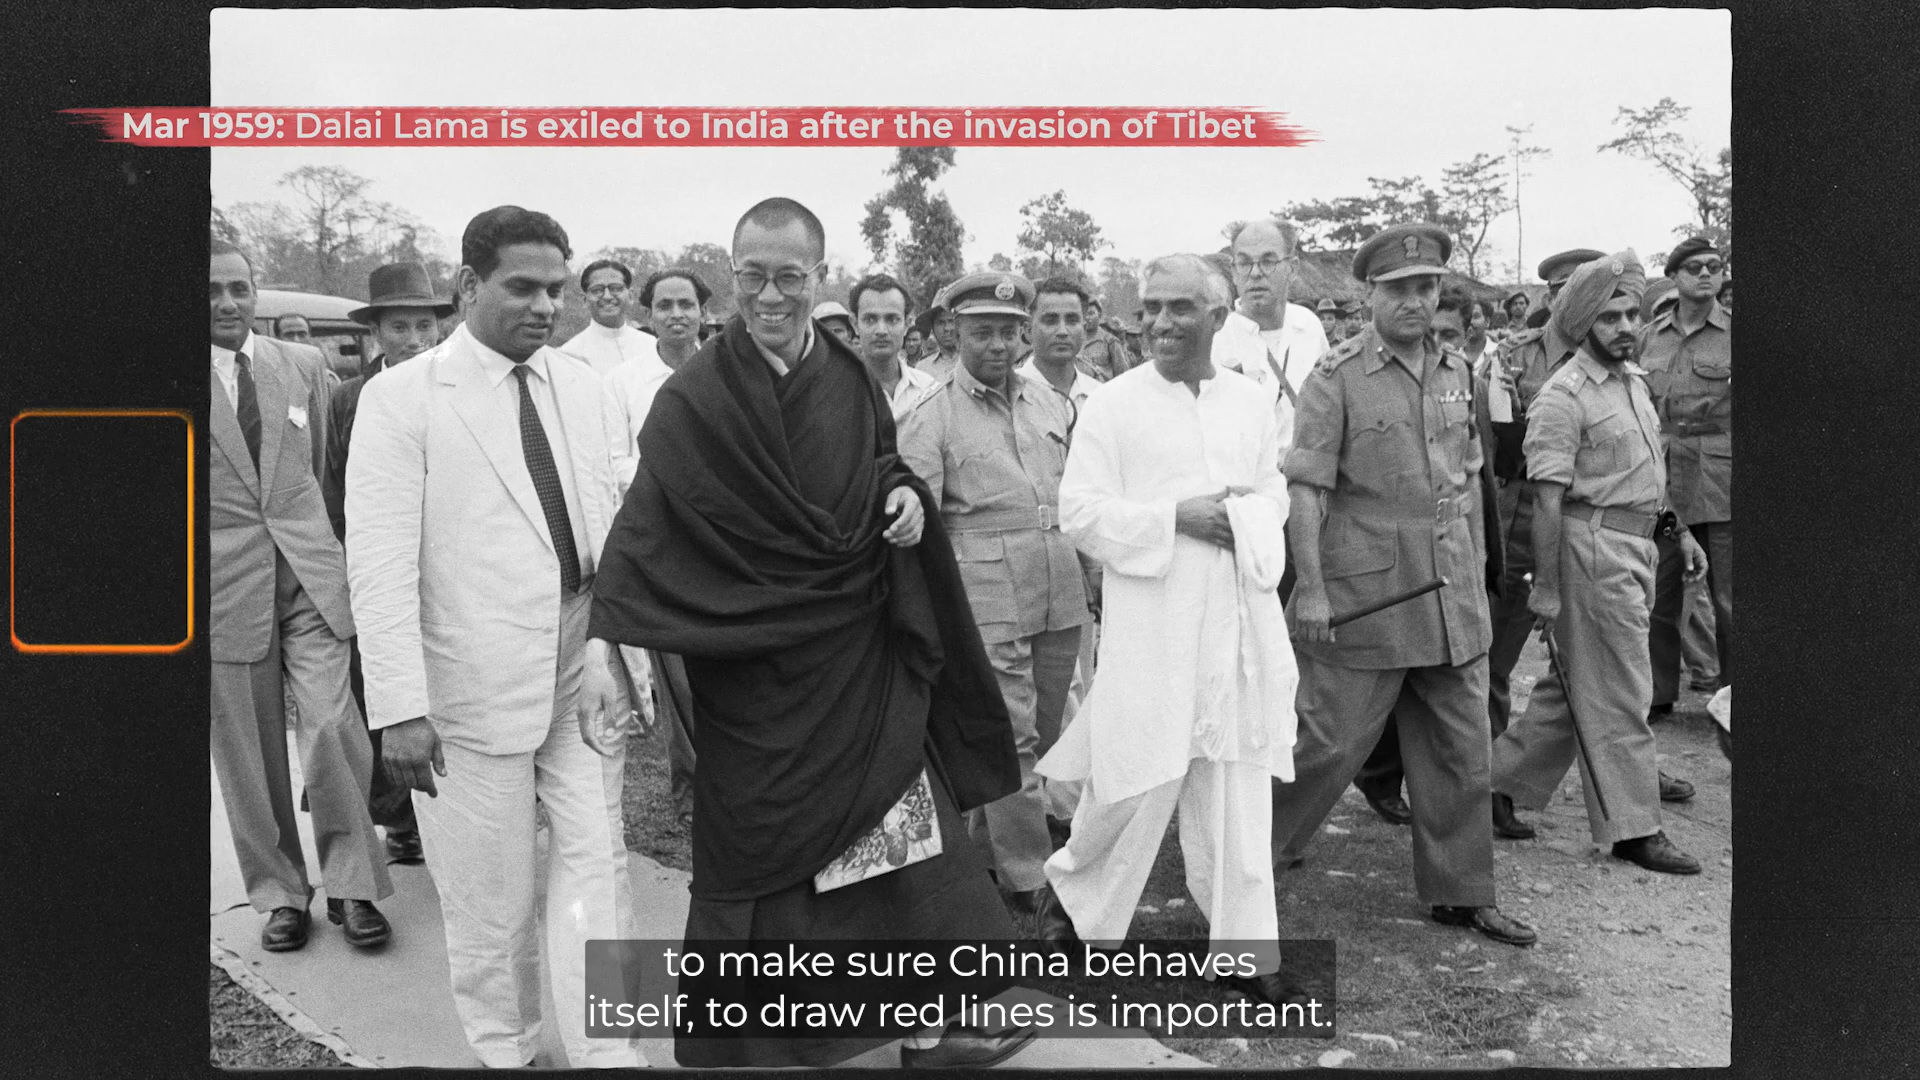 Mar 1959: Dalai Lama is exiled to India after the invasion of Tibet
to make sure China behaves
itself, to draw red lines is important.